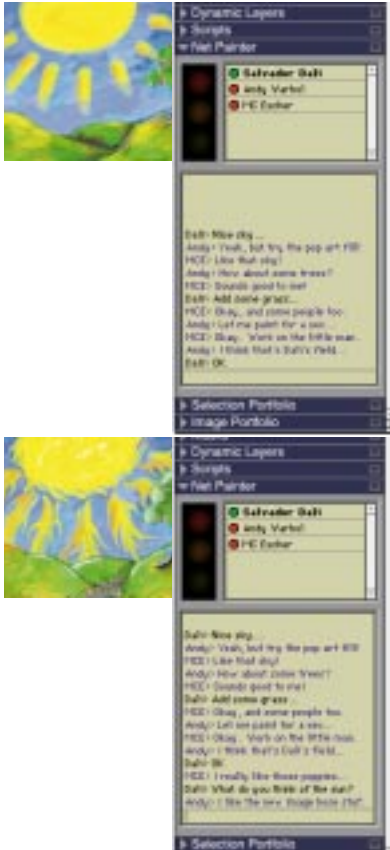 Dynamic Layers
Scripts
Net Painter
Salvador Dali
Andy Warhol
MC Escher
Dali> Nice sky...
Andy> Yeah, but try the pop art
MCE> Like that sky!
Andy> How about some trees?
MCE> Sounds good to me!
Dali> Add some grass...
MCE> Okay, and some people too
Andy> Let me paint for a sec...
MCE> Okay.. Work on the little man..
Andy> I think that's Dali's field...
Dali> OK
Selection Portfolio
Image Portfolio
Dynamic Layers
Scripts
Net Painter
Salvador Dali
Andy Warhol
MC Escher
Dali> Nice sky...
Andy> Yeah, but try the pop art
MCE> Like that sky!
Andy> How about some trees?
MCE> Sounds good to me!
Dali> Add some grass...
MCE> Okay, and some people too
Andy> Let me paint for a sec...
MCE> Okay.. Work on the little man..
Andy> I think that's Dali's field...
Dali> OK
MCE> I really like those poppies...
Dali> What do you think of the sun?
Andy> I like the new image hose stuf..
Selection Portfolio